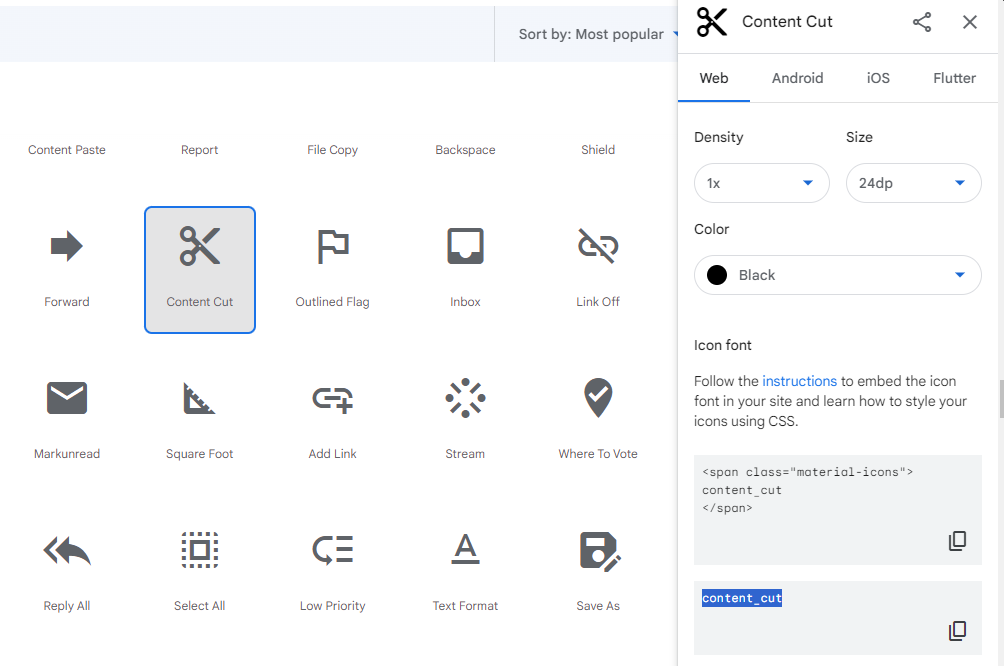 Sort by: Most popular
Content Paste
Report
File Copy
Backspace
Shield
Forward
Content Cut
Outlined Flag
Inbox
Link Off
Markunread
Square Foot
Add Link
Stream
Where To Vote
Reply All
Select All
Low Priority
Text Format
Save As
Content Cut
Web
Android
iOS
Flutter
Density
Size
1x
24dp
Color
Black
Icon font
Follow the instructions to embed the icon
font in your site and learn how to style your
icons using CSS.
<span class="material-icons">
content_cut
</span>
content_cut